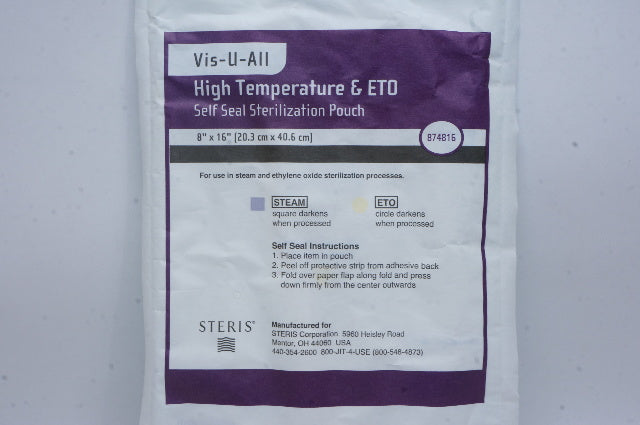 Vis-U-All
High Temperature & ETO
Self Seal Sterilization Pouch
8" x 16" (20.3 cm x 40.6 cm)
874816
For use in steam and ethylene oxide sterilization processes.
STEAM
square darkens
when processed
ETO
circle darkens
when processed
Self Seal Instructions
1. Place item in pouch
2. Peel off protective strip from adhesive back
3. Fold over paper flap along fold and press
down firmly from the center outwards
STERIS®
Manufactured for
STERIS Corporation 5960 Heisley Road
Mentor, OH 44060 USA
440-354-2600 800-JIT-4-USE (800-548-4873)